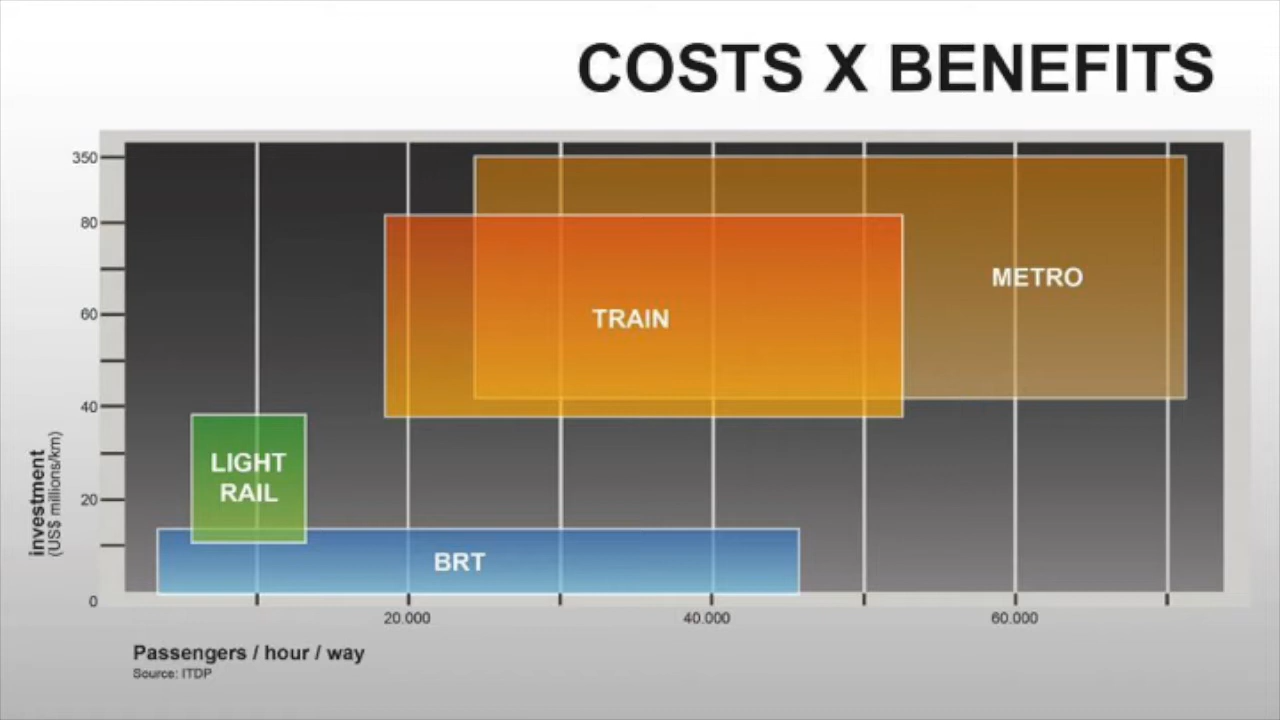 COSTS X BENEFITS
350
80
60
40
20
0
investment
(US$ millions/km)
METRO
TRAIN
LIGHT
RAIL
BRT
20.000
40.000
60.000
Passengers / hour / way
Source: ITDP